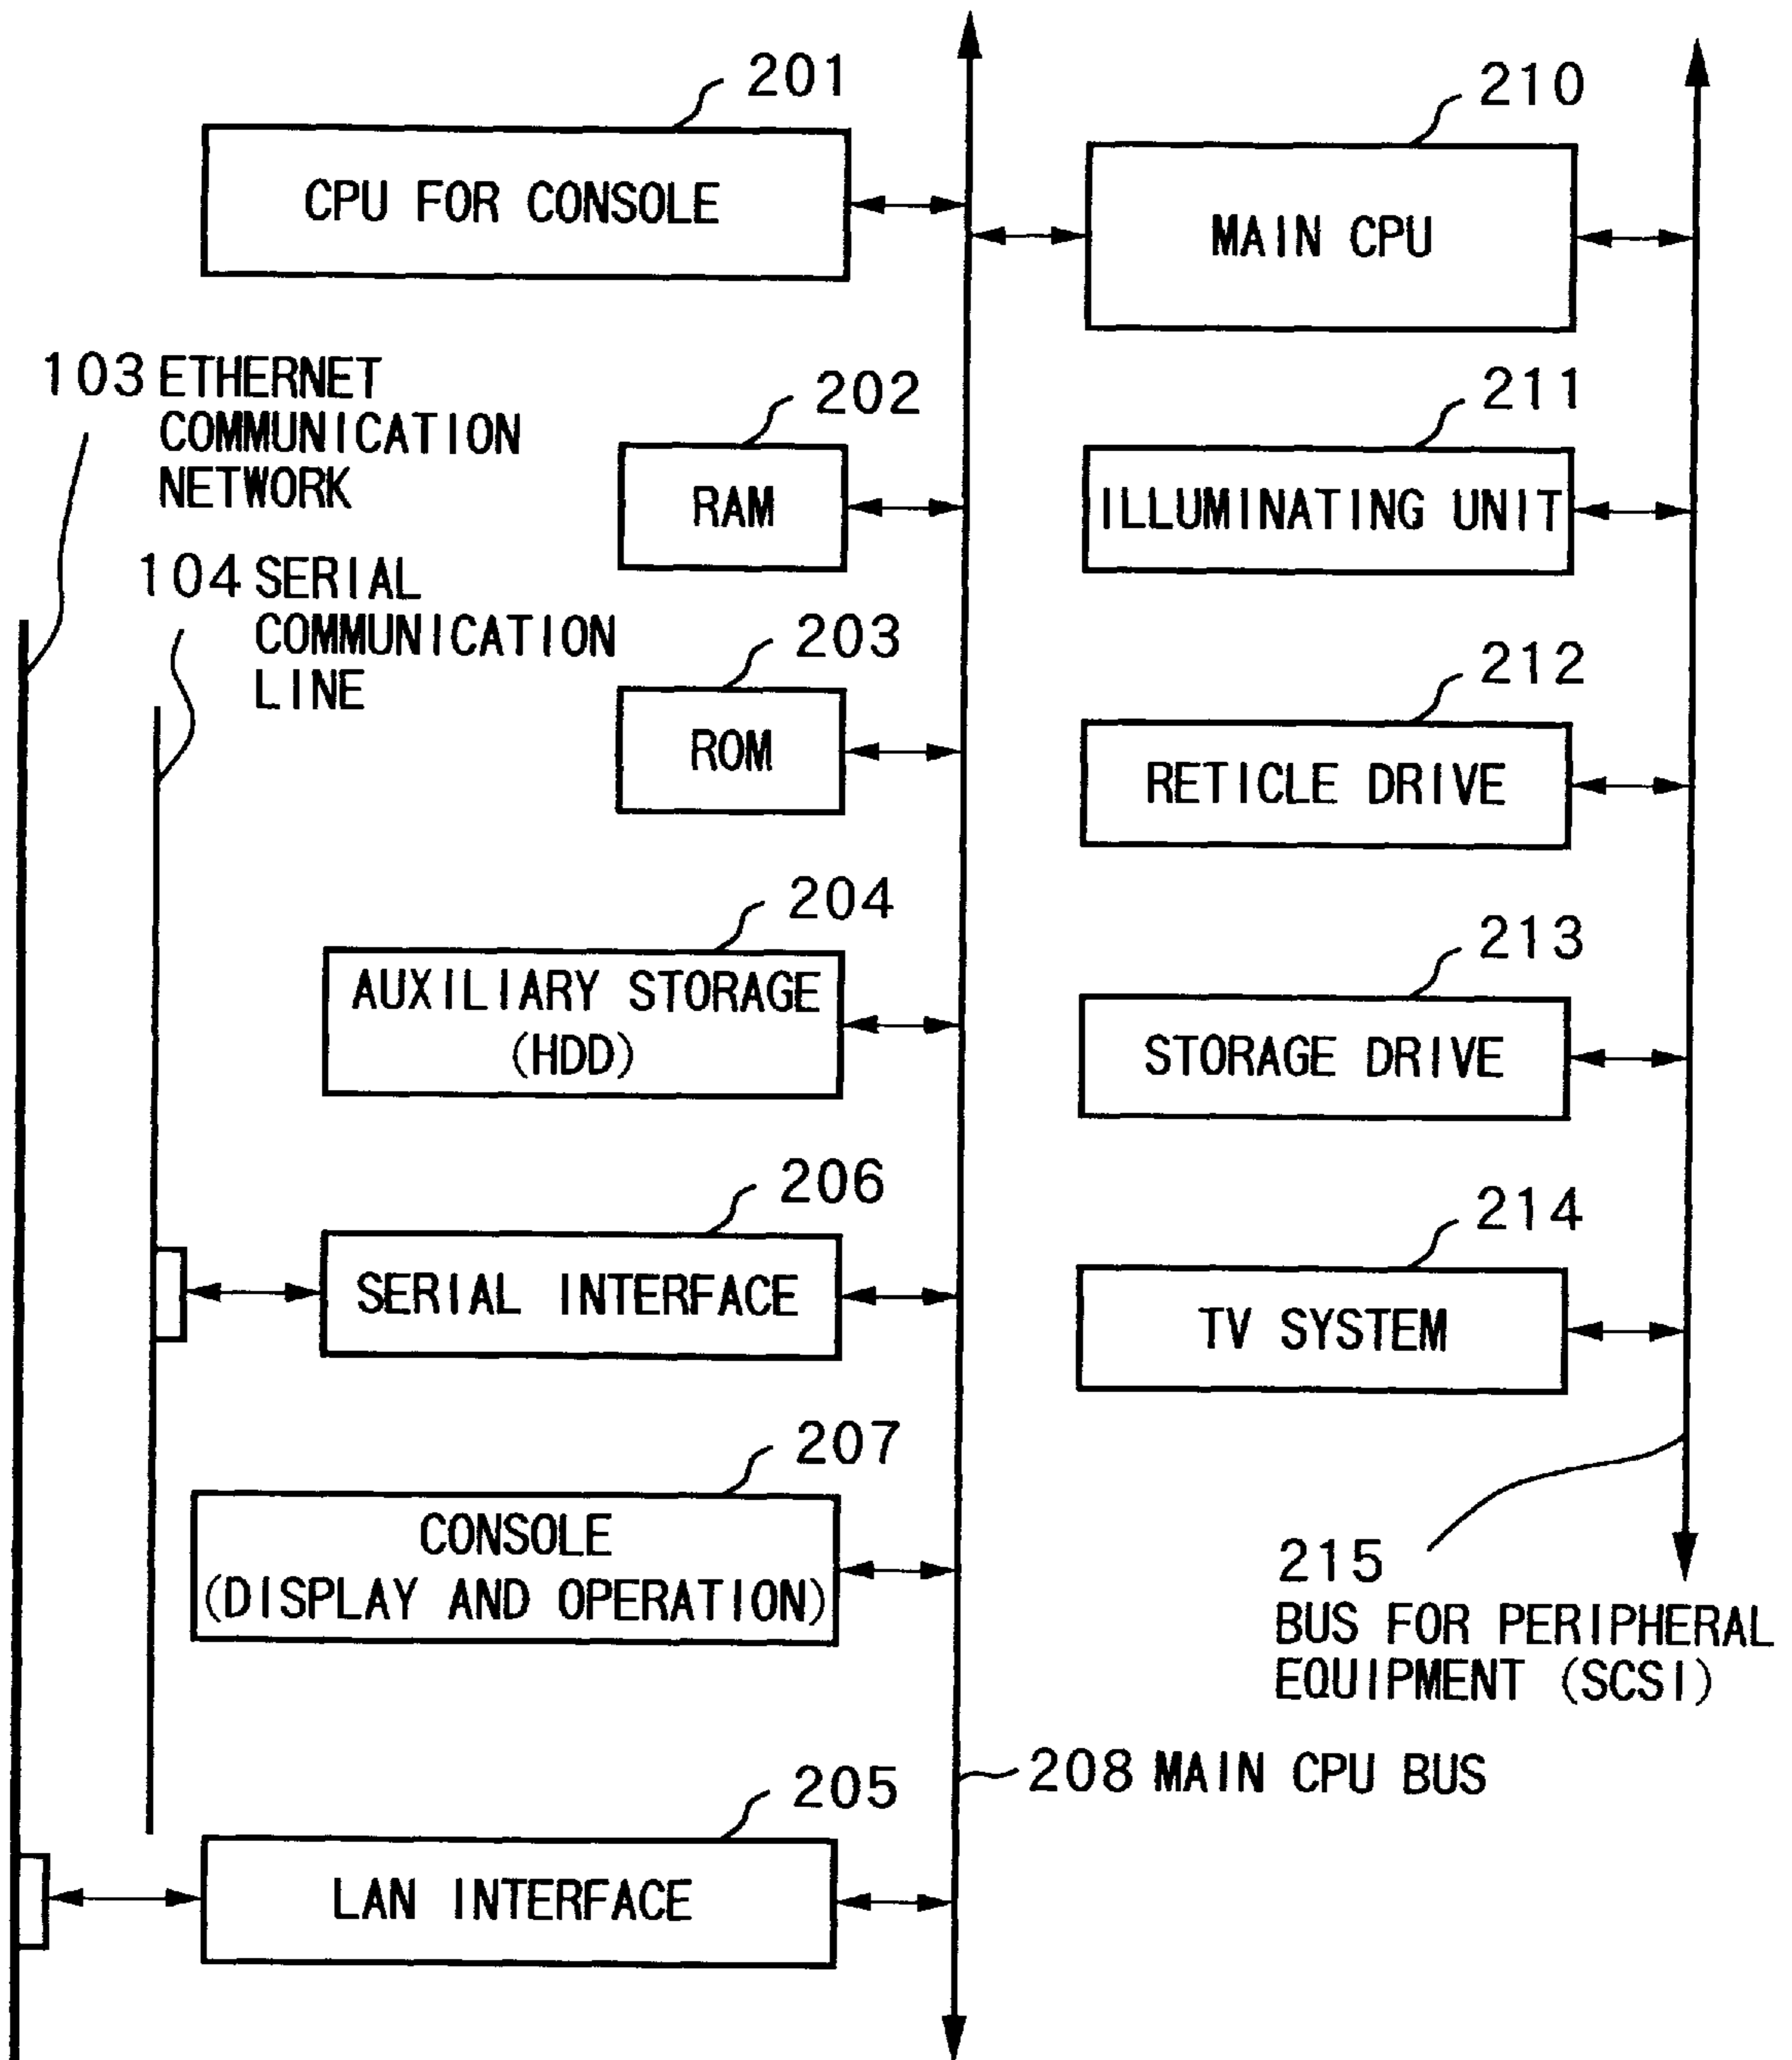 201
CPU FOR CONSOLE
210
MAIN CPU
103 ETHERNET
COMMUNICATION
NETWORK
202
RAM
211
ILLUMINATING UNIT
104 SERIAL
COMMUNICATION
LINE
203
ROM
212
RETICLE DRIVE
204
AUXILIARY STORAGE
(HDD)
213
STORAGE DRIVE
206
SERIAL INTERFACE
214
TV SYSTEM
207
CONSOLE
(DISPLAY AND OPERATION)
215
BUS FOR PERIPHERAL
EQUIPMENT (SCSI)
208 MAIN CPU BUS
205
LAN INTERFACE